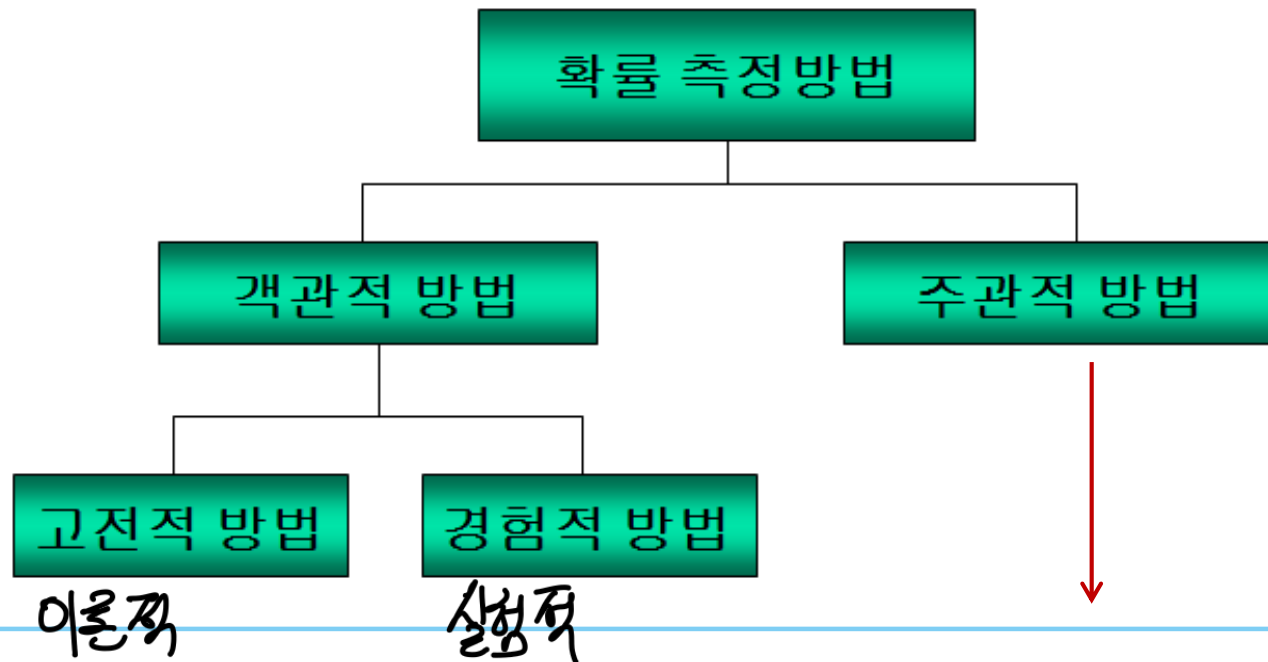 확률 측정방법
객관적 방법
주관적 방법
고전적 방법
경험적 방법
이론적
실험적